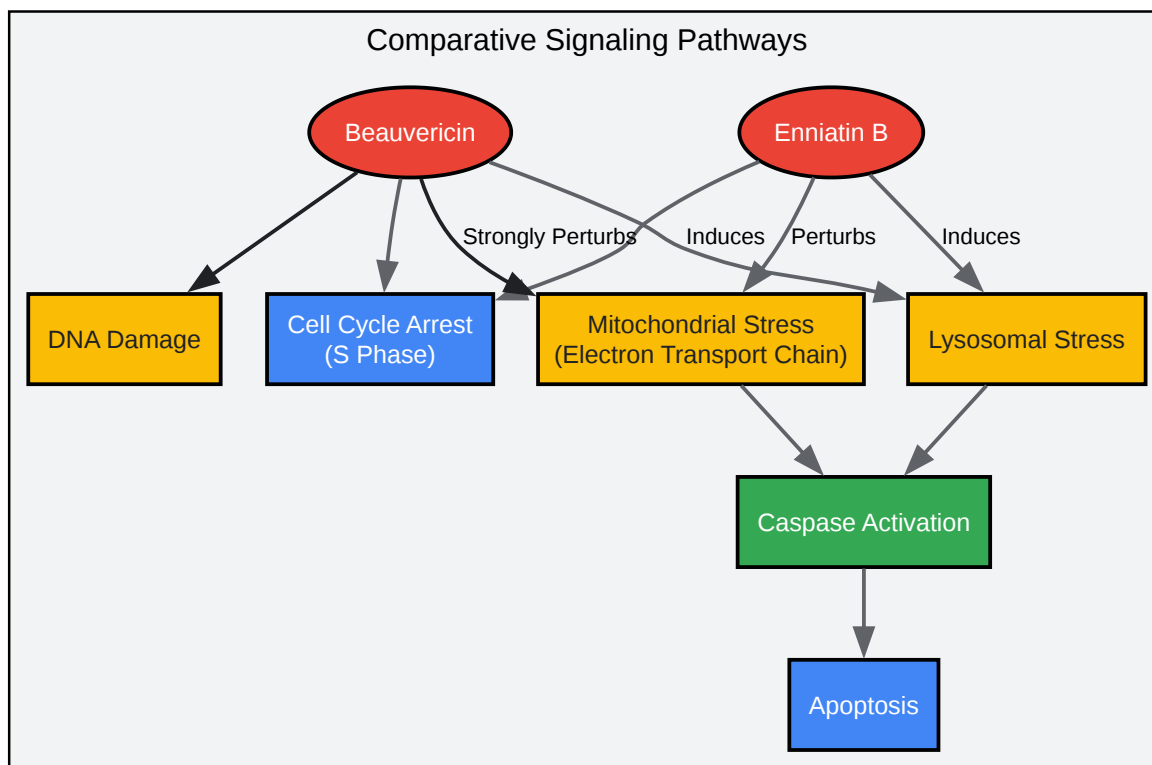 Comparative Signaling Pathways
Beauvericin
Enniatin B
Strongly Perturbs
Induces
Perturbs
Induces
DNA Damage
Cell Cycle Arrest
(S Phase)
Mitochondrial Stress
(Electron Transport Chain)
Lysosomal Stress
Caspase Activation
Apoptosis